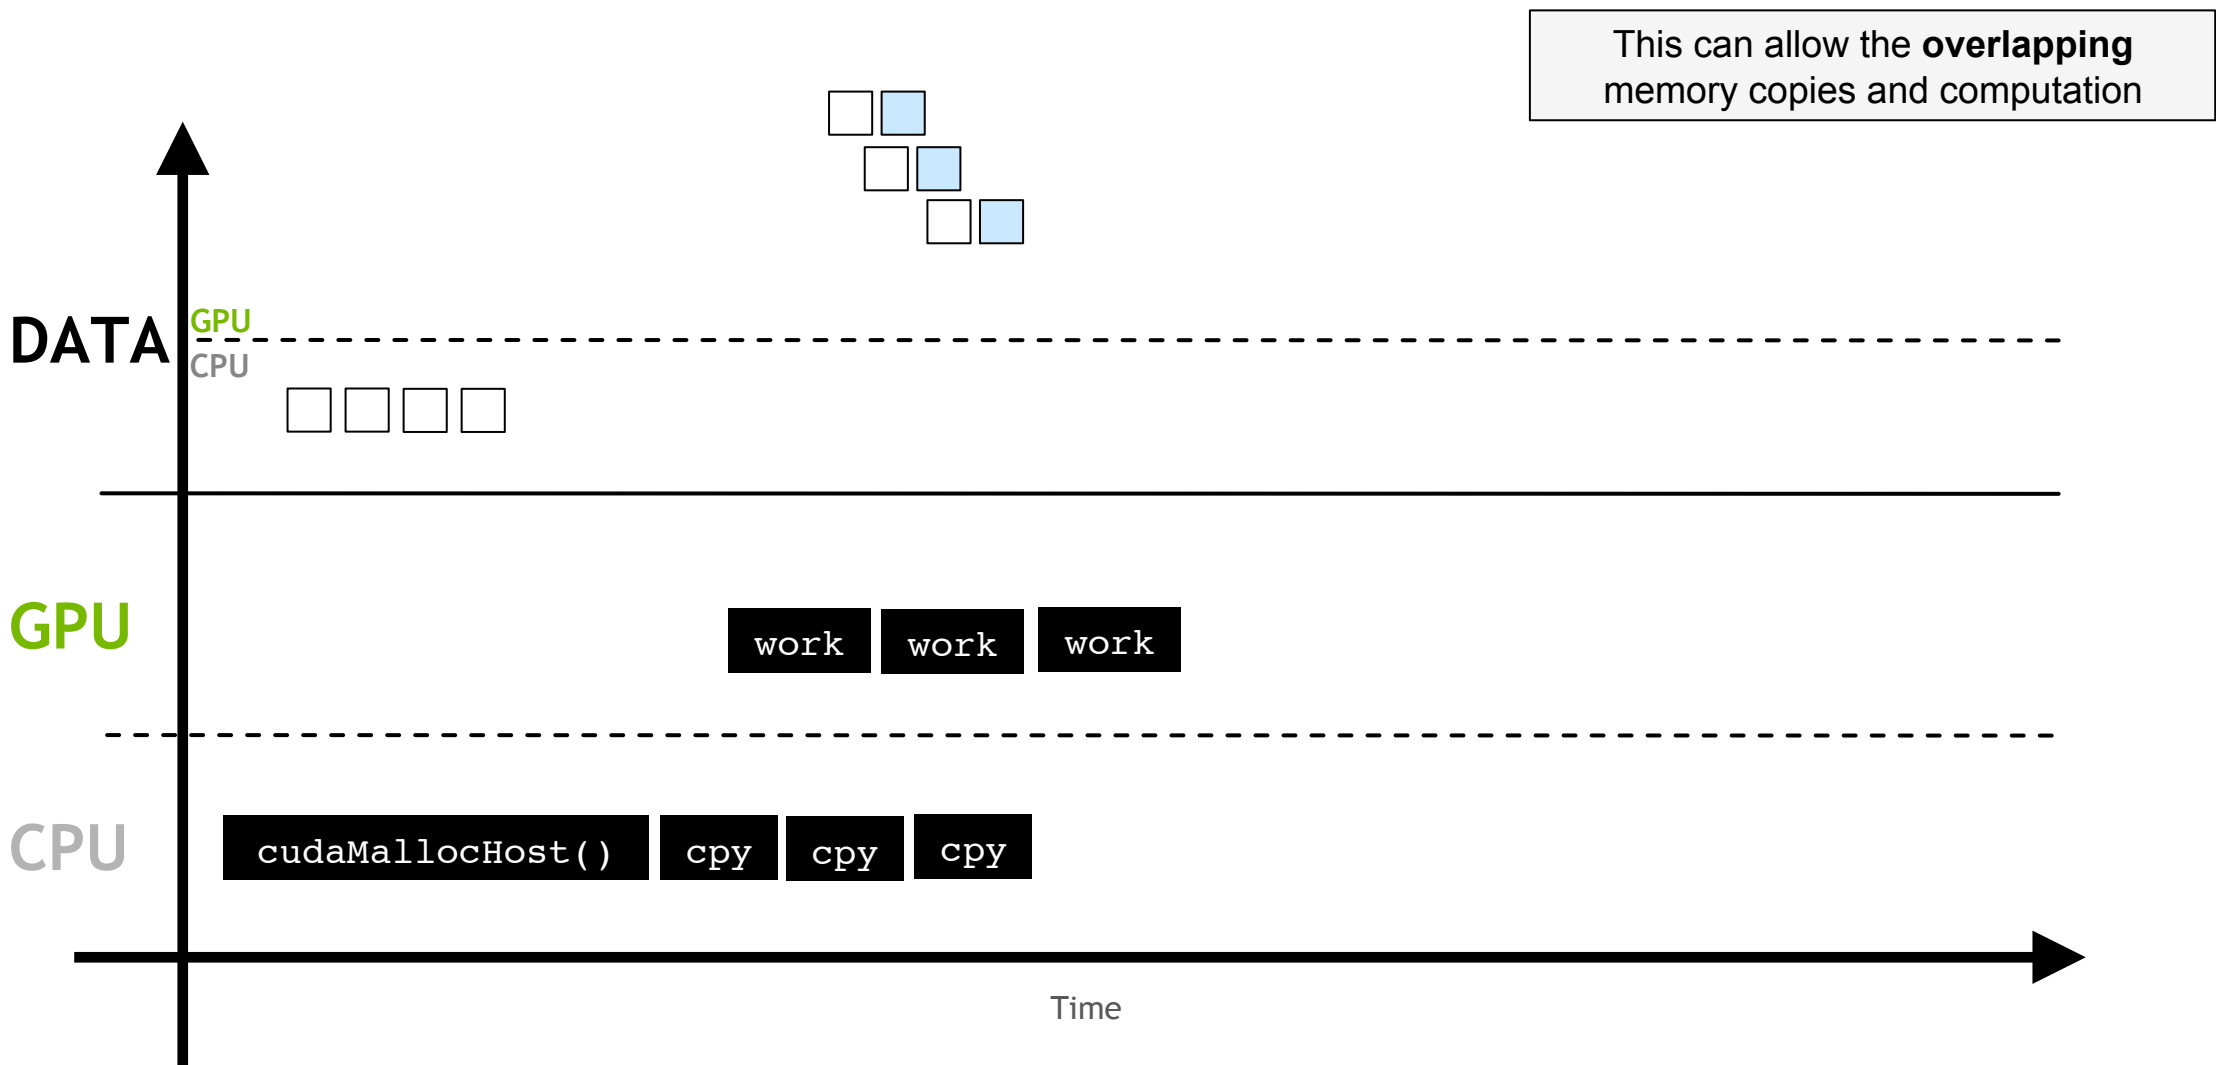 This can allow the overlapping
memory copies and computation
DATA
GPU
CPU
GPU
work
work
work
CPU
cudaMallocHost()
cpy
cpy
cpy
Time